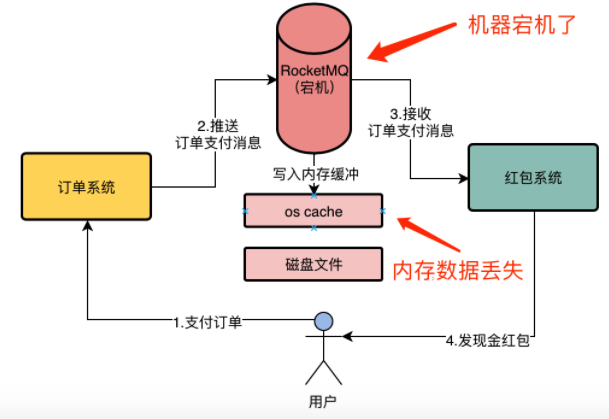 机器宕机了
RocketMQ
（宕机）
2.推送
订单支付消息
3.接收
订单支付消息
订单系统
写入内存缓冲
红包系统
os cache
磁盘文件
内存数据丢失
1.支付订单
4.发现金红包
用户